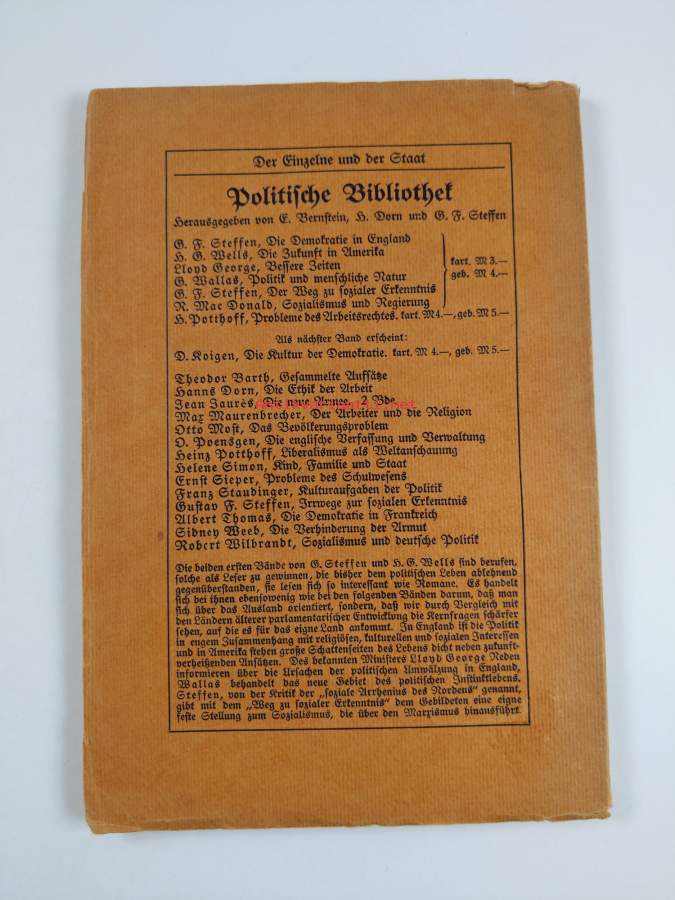 Der Einzelne und der Staat
Politische Bibliothek
Herausgegeben von E. Bernstein, H. Dorn und G. F. Steffen
G. F. Steffen, Die Demokratie in England
H. G. Wells, Die Zukunft in Amerika
Lloyd George, Bessere Zeiten
G. Wallas, Politik und menschliche Natur
G. F. Steffen, Der Weg zu sozialer Erkenntnis
R. Mac Donald, Sozialismus und Regierung
kart. M 3.—
geb. M 4.—
H. Potthoff, Probleme des Arbeitsrechtes. kart. M 4.—, geb. M 5.—
Als nächster Band erscheint:
D. Koigen, Die Kultur der Demokratie. kart. M 4.—, geb. M 5.—
Theodor Barth, Gesammelte Aufsätze
Hanns Dorn, Die Ethik der Arbeit
Jean Jaurès, Die neue Armee. 2 Bde.
Max Maurenbrecher, Der Arbeiter und die Religion
Otto Most, Das Bevölkerungsproblem
O. Poensgen, Die englische Verfassung und Verwaltung
Heinz Potthoff, Liberalismus als Weltanschauung
Helene Simon, Kind, Familie und Staat
Ernst Sieper, Probleme des Schulwesens
Franz Staudinger, Kulturaufgaben der Politik
Gustav F. Steffen, Irrwege zur sozialen Erkenntnis
Albert Thomas, Die Demokratie in Frankreich
Sidney Weeb, Die Verhinderung der Armut
Robert Wilbrandt, Sozialismus und deutsche Politik
Die beiden ersten Bände von G. Steffen und H. G. Wells sind berufen,
solche als Leser zu gewinnen, die bisher dem politischen Leben ablehnend
gegenüberstanden, sie lesen sich so interessant wie Romane. Es handelt
sich bei ihnen ebensowenig wie bei den folgenden Bänden darum, daß man
sich über das Ausland orientiert, sondern, daß wir durch Vergleich mit
den Ländern älterer parlamentarischer Entwicklung die Kernfragen schärfer
sehen, auf die es für das eigne Land ankommt. In England ist die Politik
in engem Zusammenhang mit religiösen, kulturellen und sozialen Interessen
und in Amerika stehen große Schattenseiten des Lebens dicht neben zukunft-
verheißenden Ansätzen. Des bekannten Ministers Lloyd George Reden
informieren über die Ursachen der politischen Umwälzung in England,
Wallas behandelt das neue Gebiet des politischen Instinktlebens.
Steffen, von der Kritik der „soziale Arrhenius des Nordens" genannt,
gibt mit dem „Weg zu sozialer Erkenntnis" dem Gebildeten eine eigne
feste Stellung zum Sozialismus, die über den Marxismus hinausführt.